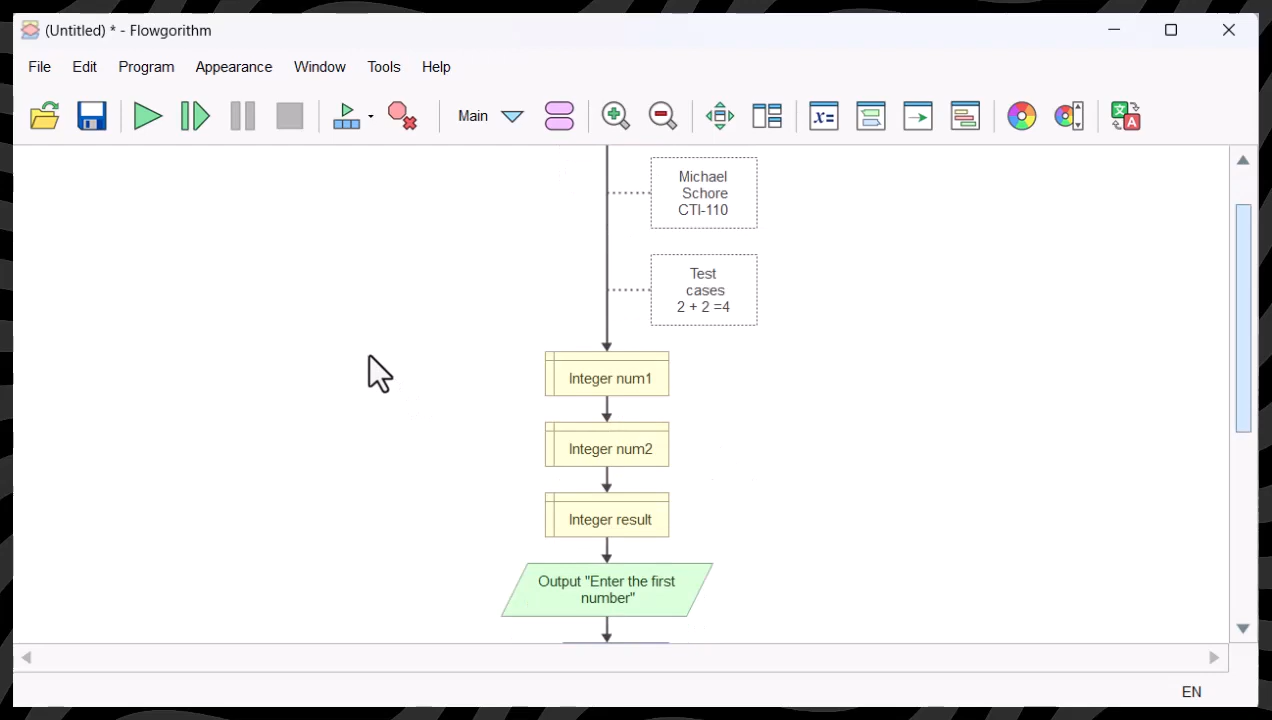 (Untitled) * - Flowgorithm
File Edit Program Appearance Window Tools Help
Main
x=
文
A
Michael
Schore
CTI-110
Test
cases
2 + 2 =4
Integer num1
Integer num2
Integer result
Output "Enter the first
number"
EN